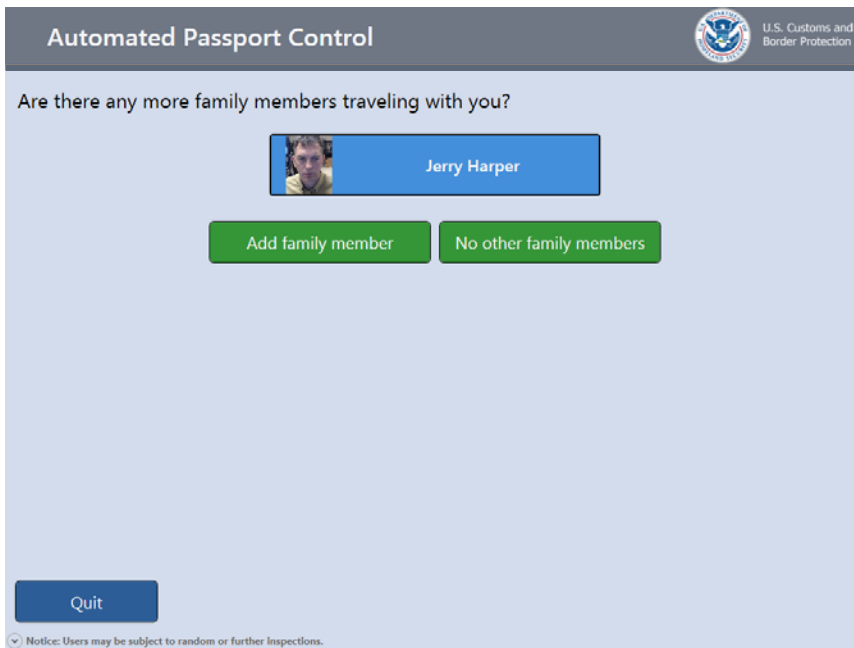 Automated Passport Control
U.S. Customs and
Border Protection
Are there any more family members traveling with you?
Jerry Harper
Add family member
No other family members
Quit
Notice: Users may be subject to random or further inspections.